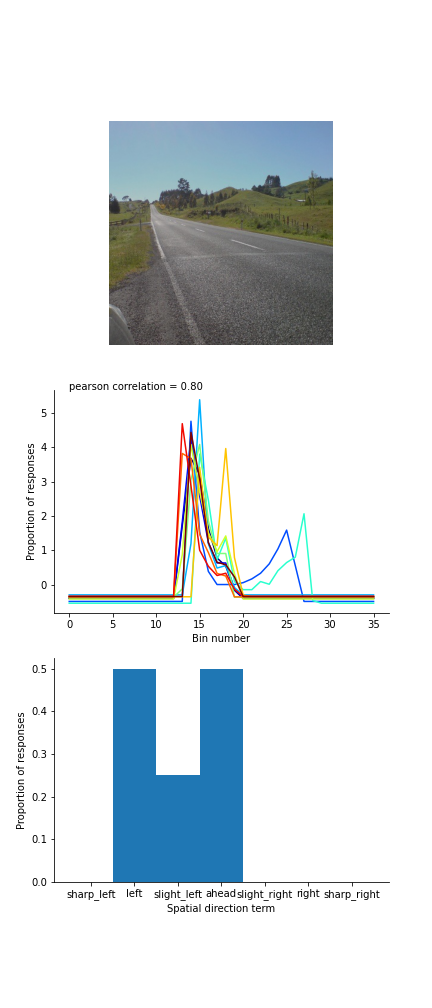 pearson correlation = 0.80
Proportion of responses
5
4
3
2
1
0
0 5 10 15 20 25 30 35
Bin number
Proportion of responses
0.5
0.4
0.3
0.2
0.1
0.0
sharp_left left slight_left ahead slight_right right sharp_right
Spatial direction term